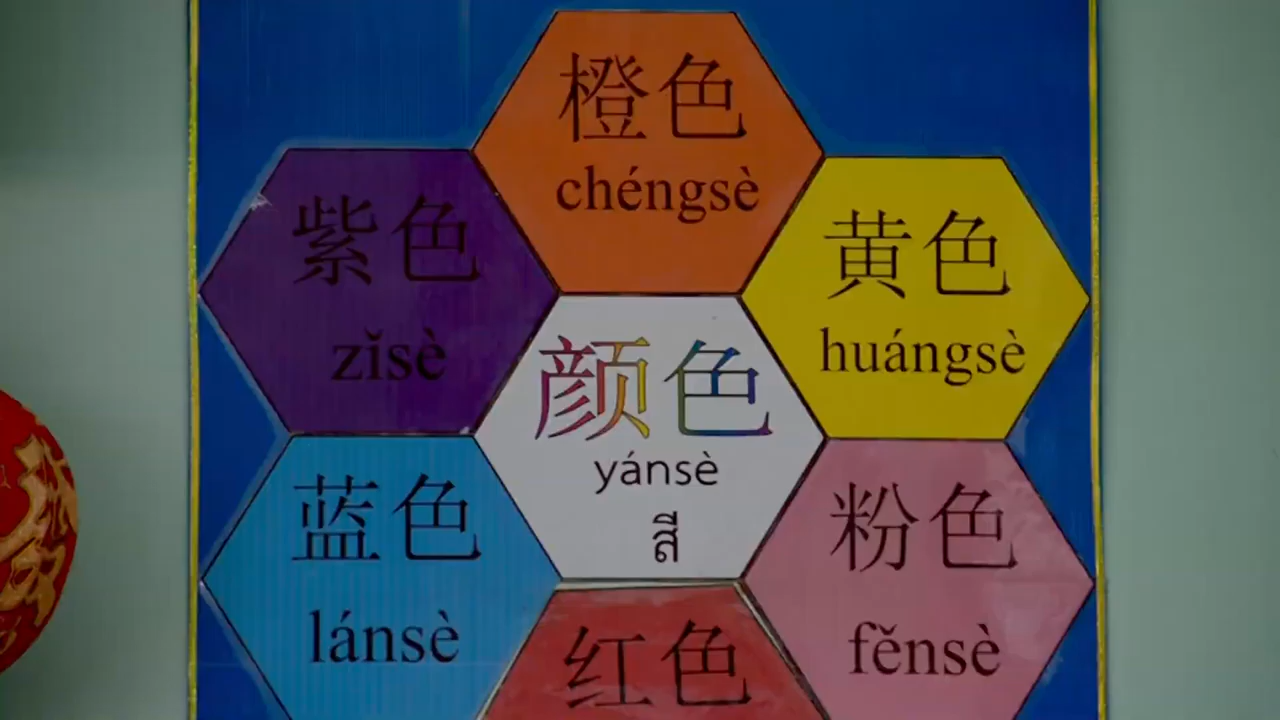 橙色
chéngsè
紫色
zǐsè
黄色
huángsè
颜色
yánsè
สี
蓝色
lánsè
粉色
fěnsè
红色